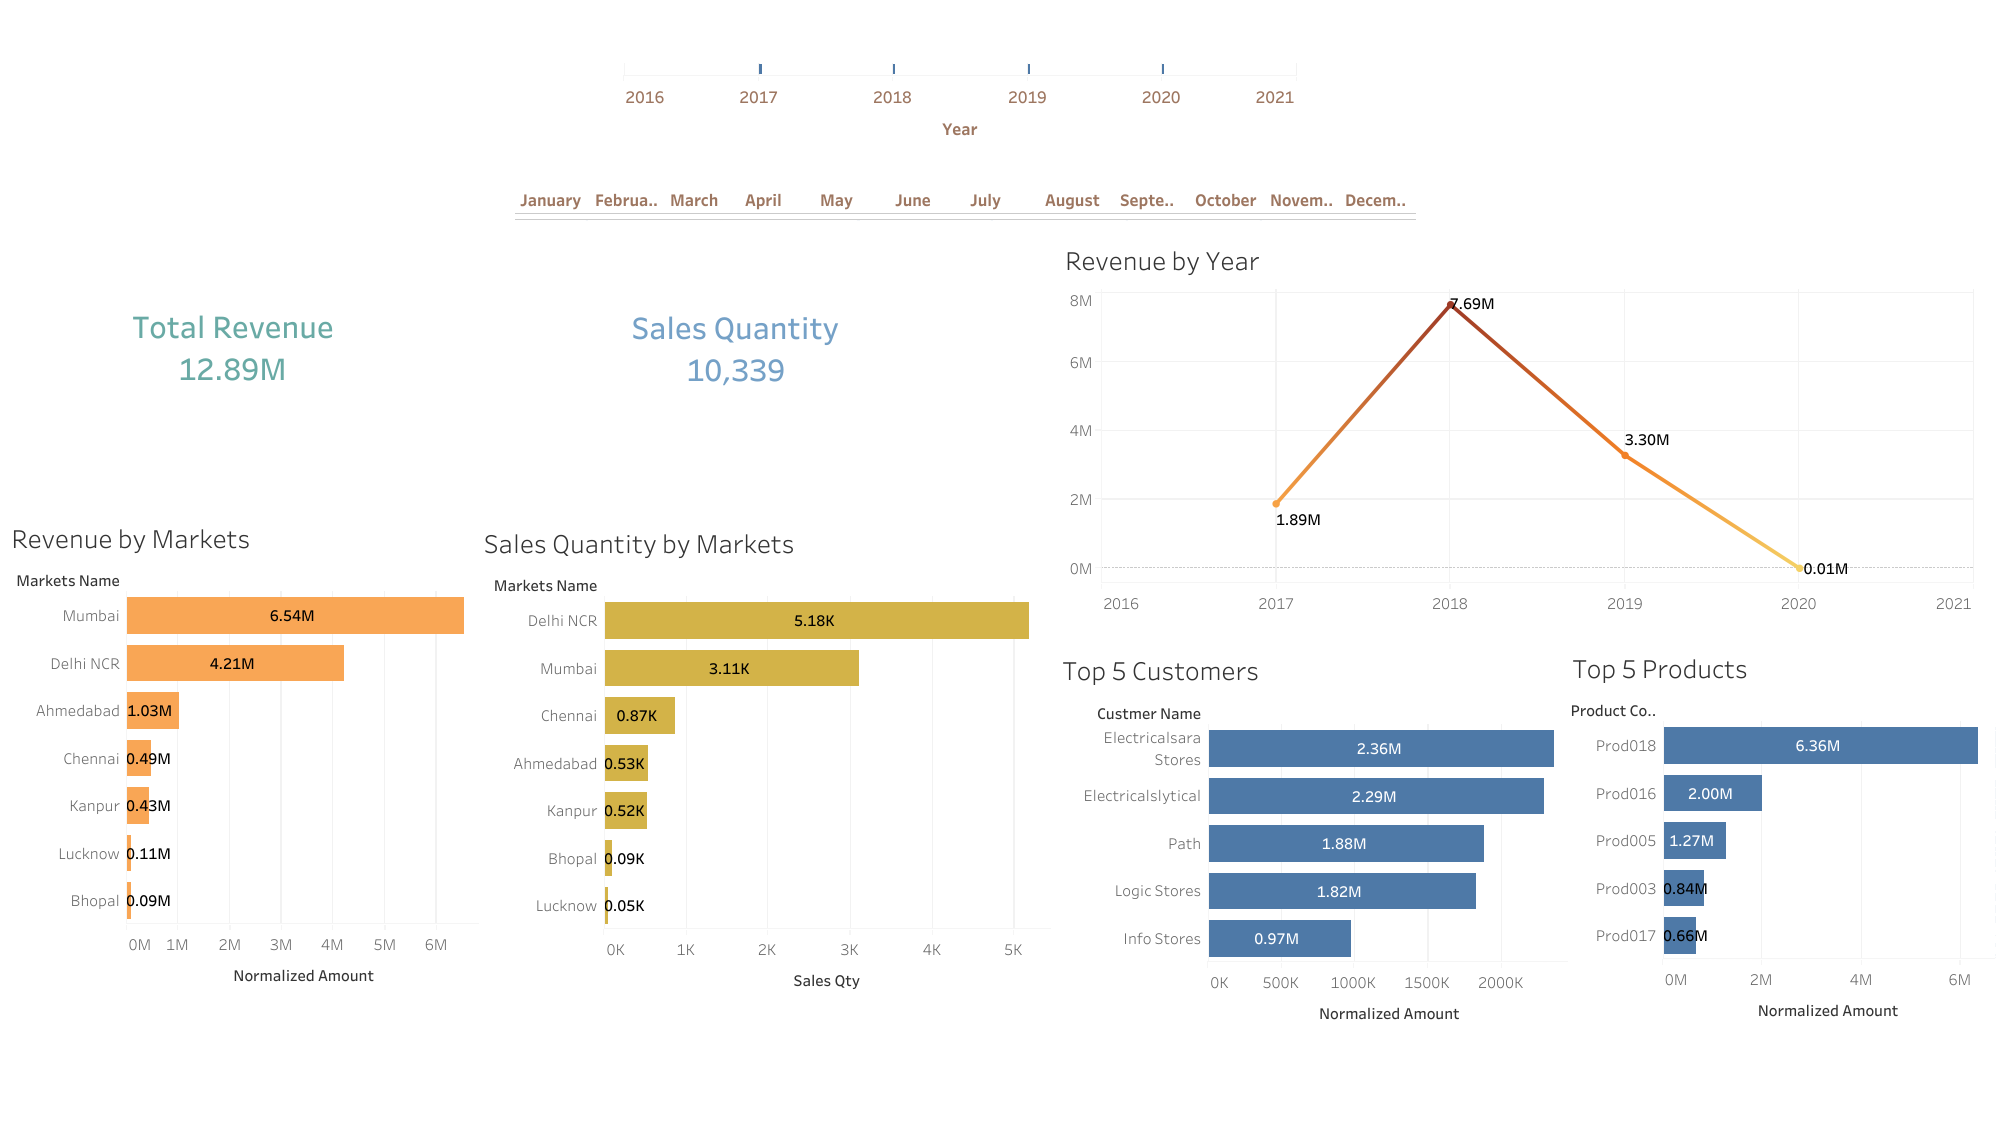 2016 2017 2018 2019 2020 2021
Year
January Februa.. March April May June July August Septe.. October Novem.. Decem..
Total Revenue
12.89M
Sales Quantity
10,339
Revenue by Year
8M
6M
4M
2M
0M
7.69M
3.30M
1.89M
0.01M
2016 2017 2018 2019 2020 2021
Revenue by Markets
Markets Name
Mumbai 6.54M
Delhi NCR 4.21M
Ahmedabad 1.03M
Chennai 0.49M
Kanpur 0.43M
Lucknow 0.11M
Bhopal 0.09M
0M 1M 2M 3M 4M 5M 6M
Normalized Amount
Sales Quantity by Markets
Markets Name
Delhi NCR 5.18K
Mumbai 3.11K
Chennai 0.87K
Ahmedabad 0.53K
Kanpur 0.52K
Bhopal 0.09K
Lucknow 0.05K
0K 1K 2K 3K 4K 5K
Sales Qty
Top 5 Customers
Custmer Name
Electricalsara
Stores 2.36M
Electricalslytical 2.29M
Path 1.88M
Logic Stores 1.82M
Info Stores 0.97M
0K 500K 1000K 1500K 2000K
Normalized Amount
Top 5 Products
Product Co..
Prod018 6.36M
Prod016 2.00M
Prod005 1.27M
Prod003 0.84M
Prod017 0.66M
0M 2M 4M 6M
Normalized Amount